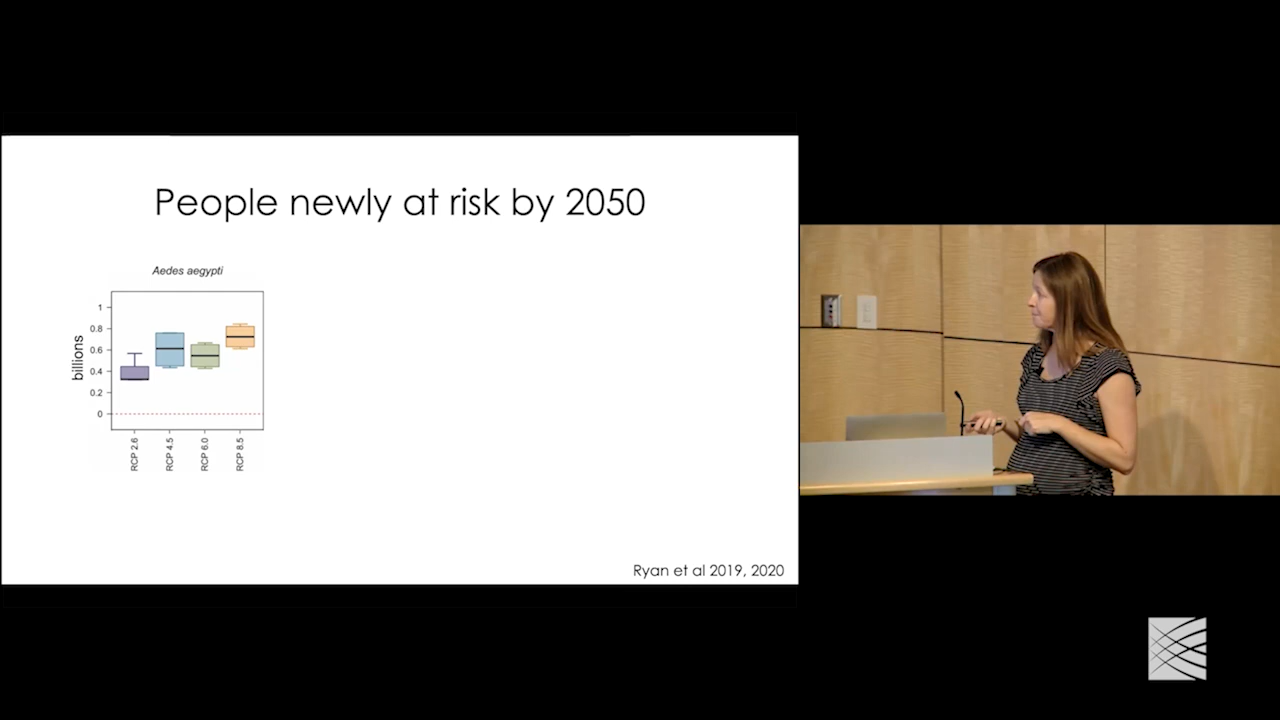 People newly at risk by 2050
Aedes aegypti
billions
1
0.8
0.6
0.4
0.2
0
RCP 2.6
RCP 4.5
RCP 6.0
RCP 8.5
Ryan et al 2019, 2020